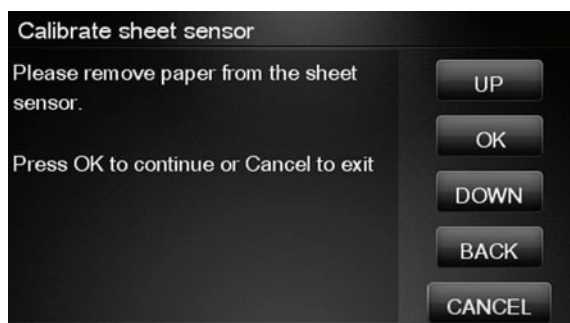 Calibrate sheet sensor
Please remove paper from the sheet
sensor.
Press OK to continue or Cancel to exit
UP
OK
DOWN
BACK
CANCEL